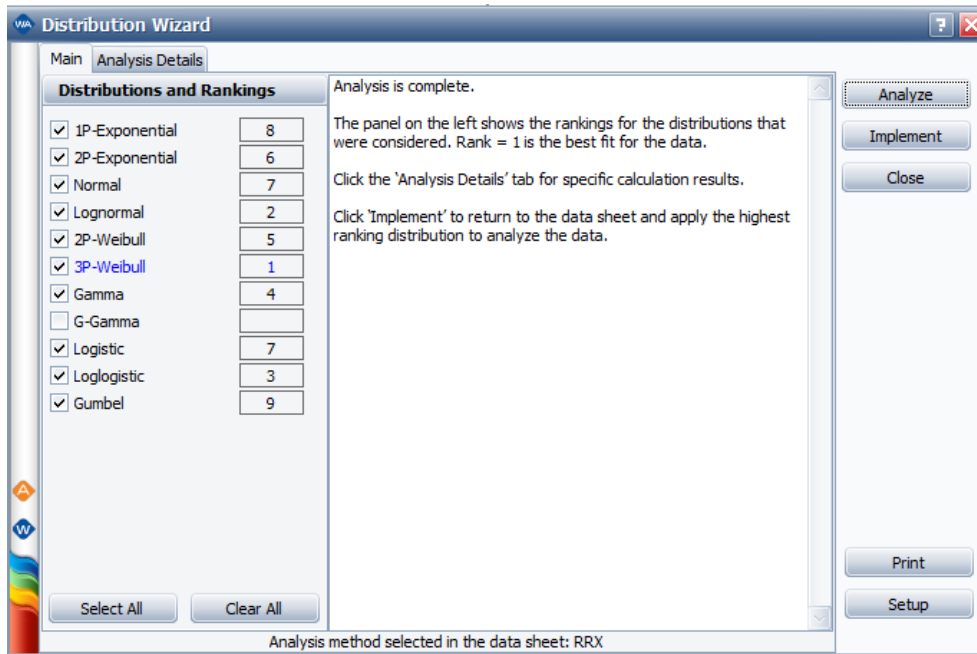 WA Distribution Wizard ?
Main Analysis Details
Distributions and Rankings
1P-Exponential 8
2P-Exponential 6
Normal 7
Lognormal 2
2P-Weibull 5
3P-Weibull 1
Gamma 4
G-Gamma
Logistic 7
Loglogistic 3
Gumbel 9
Select All Clear All
Analysis is complete.
The panel on the left shows the rankings for the distributions that
were considered. Rank = 1 is the best fit for the data.
Click the 'Analysis Details' tab for specific calculation results.
Click 'Implement' to return to the data sheet and apply the highest
ranking distribution to analyze the data.
Analyze
Implement
Close
Print
Setup
A
W
Analysis method selected in the data sheet: RRX